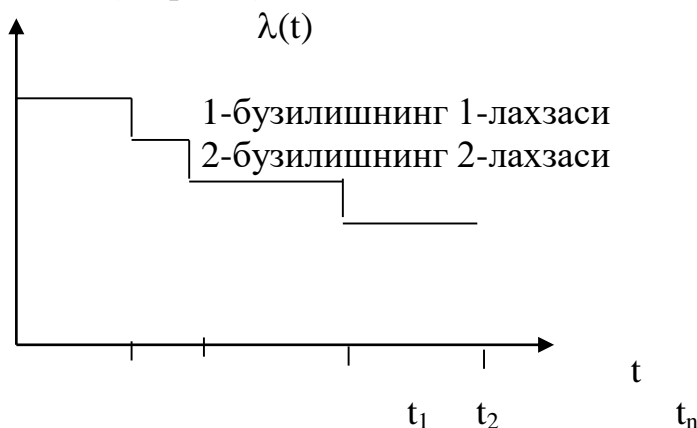 λ(t)
1-бузилишнинг 1-лахзаси
2-бузилишнинг 2-лахзаси
t
t₁ t₂ tₙ